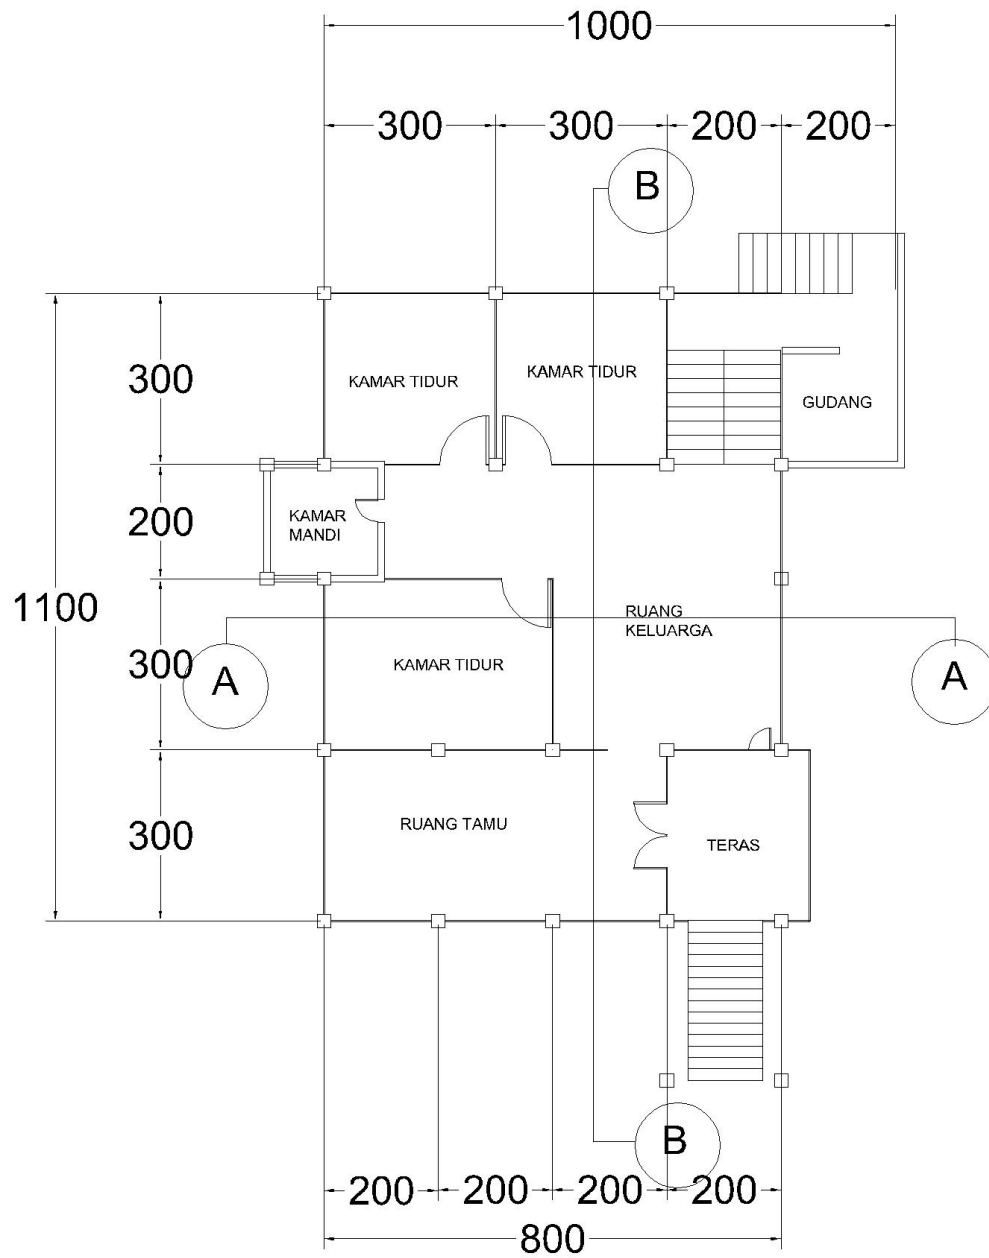 1000
300
300
200
200
B
300
KAMAR TIDUR
KAMAR TIDUR
GUDANG
200
KAMAR
MANDI
1100
RUANG
KELUARGA
300
KAMAR TIDUR
A
A
300
RUANG TAMU
TERAS
B
200
200
200
200
800